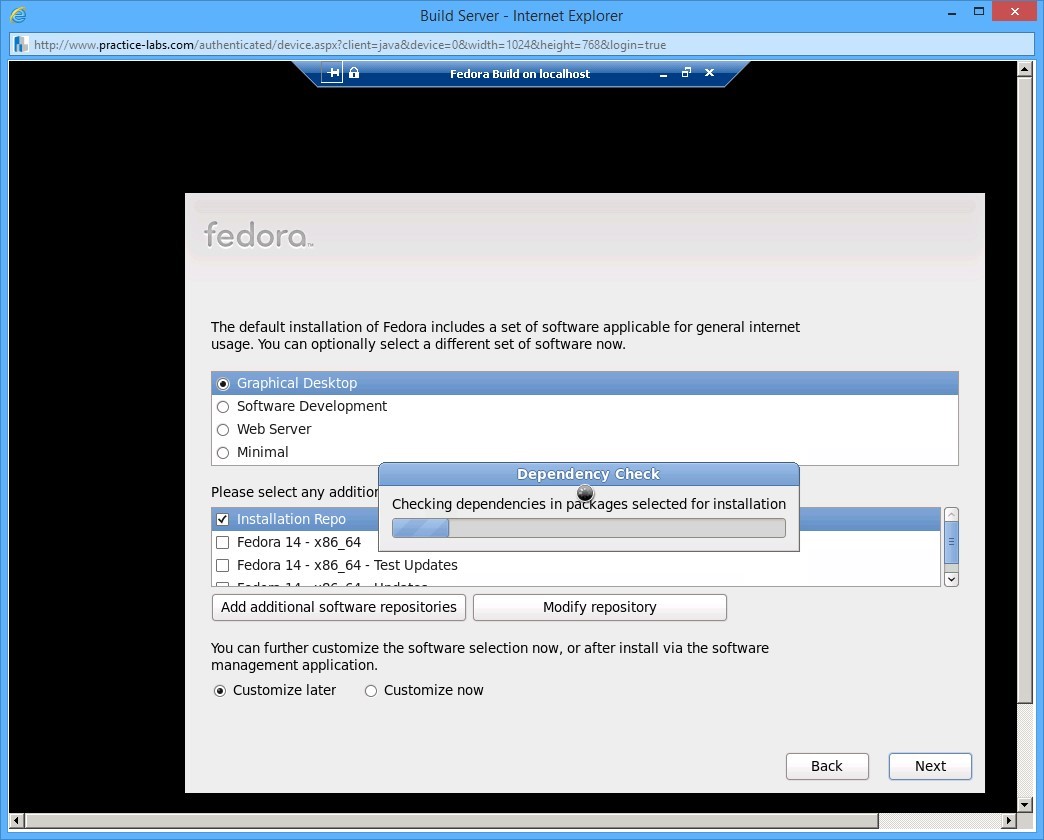 Build Server - Internet Explorer
http://www.practice-labs.com/authenticated/device.aspx?client=java&device=0&width=1024&height=768&login=true
Fedora Build on localhost
fedora™
The default installation of Fedora includes a set of software applicable for general internet
usage. You can optionally select a different set of software now.
Graphical Desktop
Software Development
Web Server
Minimal
Dependency Check
Please select any addition
Checking dependencies in packages selected for installation
Installation Repo
Fedora 14 - x86_64
Fedora 14 - x86_64 - Test Updates
Fedora 14 - x86_64 - Updates
Add additional software repositories
Modify repository
You can further customize the software selection now, or after install via the software
management application.
Customize later
Customize now
Back
Next